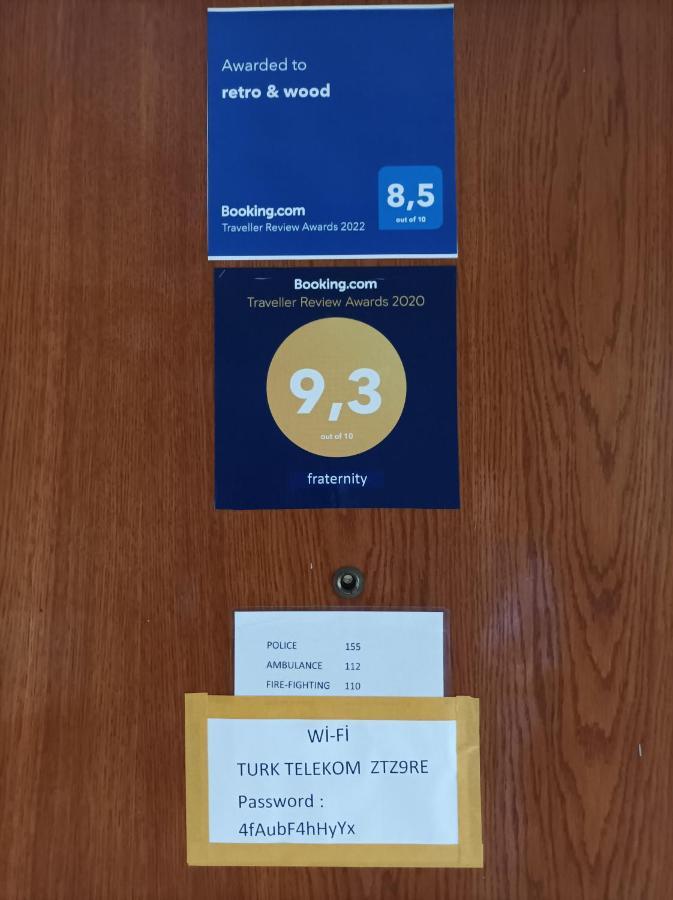 Awarded to
retro & wood
8,5
out of 10
Booking.com
Traveller Review Awards 2022
Booking.com
Traveller Review Awards 2020
9,3
out of 10
fraternity
POLICE 155
AMBULANCE 112
FIRE-FIGHTING 110
Wİ-Fİ
TURK TELEKOM ZTZ9RE
Password :
4fAubF4hHyYx